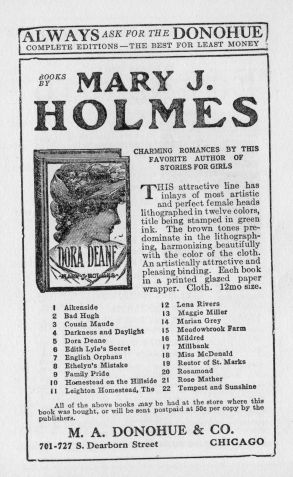 ALWAYS ASK FOR THE DONOHUE
COMPLETE EDITIONS—THE BEST FOR LEAST MONEY
BOOKS
BY
MARY J.
HOLMES
CHARMING ROMANCES BY THIS
FAVORITE AUTHOR OF
STORIES FOR GIRLS
DORA DEANE
MARY J. HOLMES
THIS attractive line has
inlays of most artistic
and perfect female heads
lithographed in twelve colors,
title being stamped in green
ink. The brown tones pre-
dominate in the lithograph-
ing, harmonizing beautifully
with the color of the cloth.
An artistically attractive and
pleasing binding. Each book
in a printed glazed paper
wrapper. Cloth. 12mo size.
1 Aikenside
2 Bad Hugh
3 Cousin Maude
4 Darkness and Daylight
5 Dora Deane
6 Edith Lyle's Secret
7 English Orphans
8 Ethelyn's Mistake
9 Family Pride
10 Homestead on the Hillside
11 Leighton Homestead, The
12 Lena Rivers
13 Maggie Miller
14 Marian Grey
15 Meadowbrook Farm
16 Mildred
17 Millbank
18 Miss McDonald
19 Rector of St. Marks
20 Rosamond
21 Rose Mather
22 Tempest and Sunshine
All of the above books may be had at the store where this
book was bought, or will be sent postpaid at 50c per copy by the
publishers.
M. A. DONOHUE & CO.
701-727 S. Dearborn Street CHICAGO